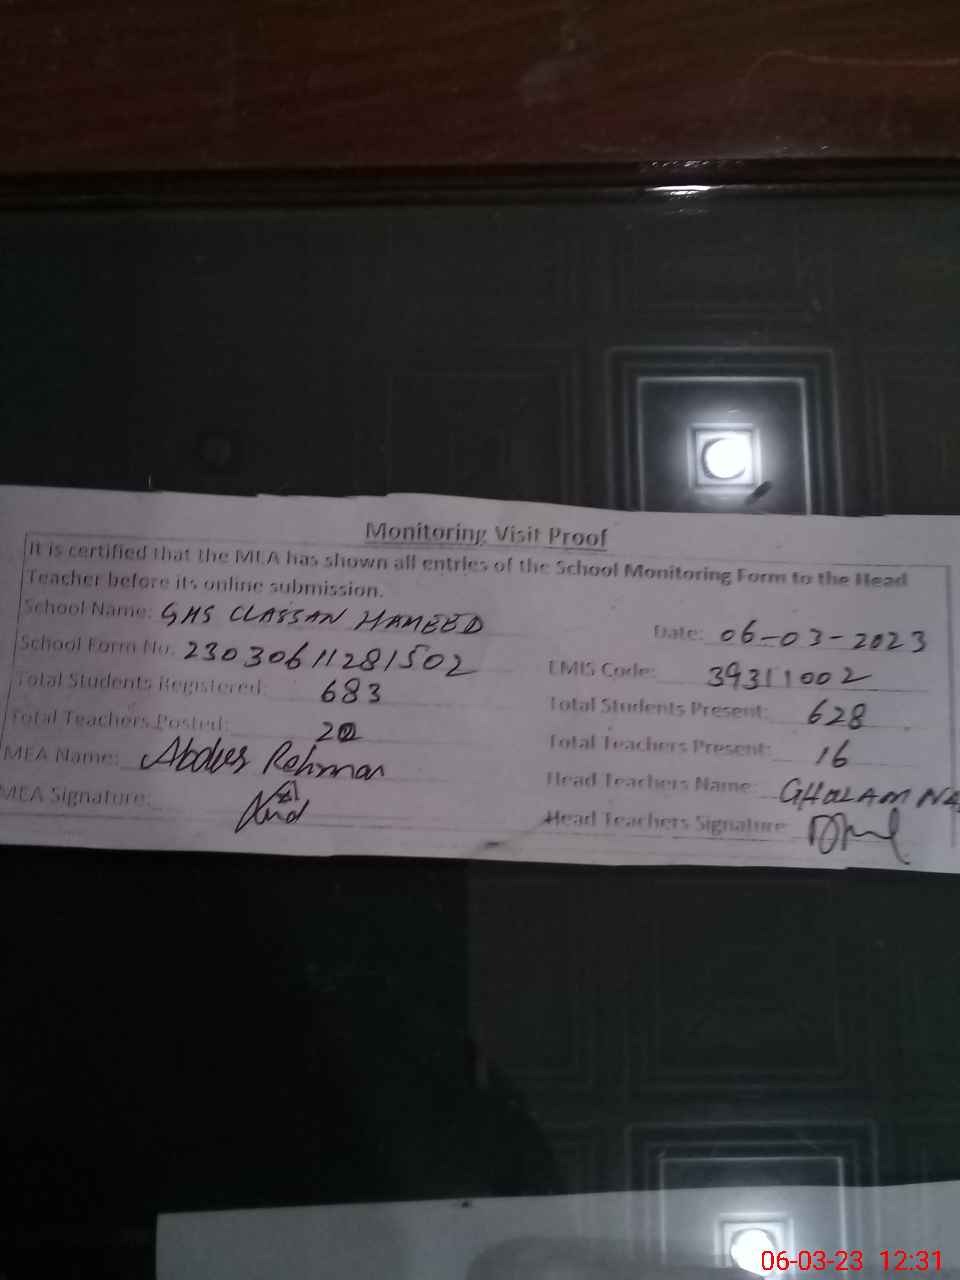 Monitoring Visit Proof
It is certified that the MEA has shown all entries of the School Monitoring Form to the Head
Teacher before its online submission.
School Name: GHS CLASSAN HAMEED
Date: 06-03-2023
School Form No. 23030611281502
EMIS Code: 39311002
Total Students Registered: 683
Total Students Present: 628
Total Teachers Posted: 20
Total Teachers Present: 16
MEA Name: Abdus Rehman
Head Teachers Name: GHULAM
MEA Signature:
Head Teachers Signature
06-03-23 12:31